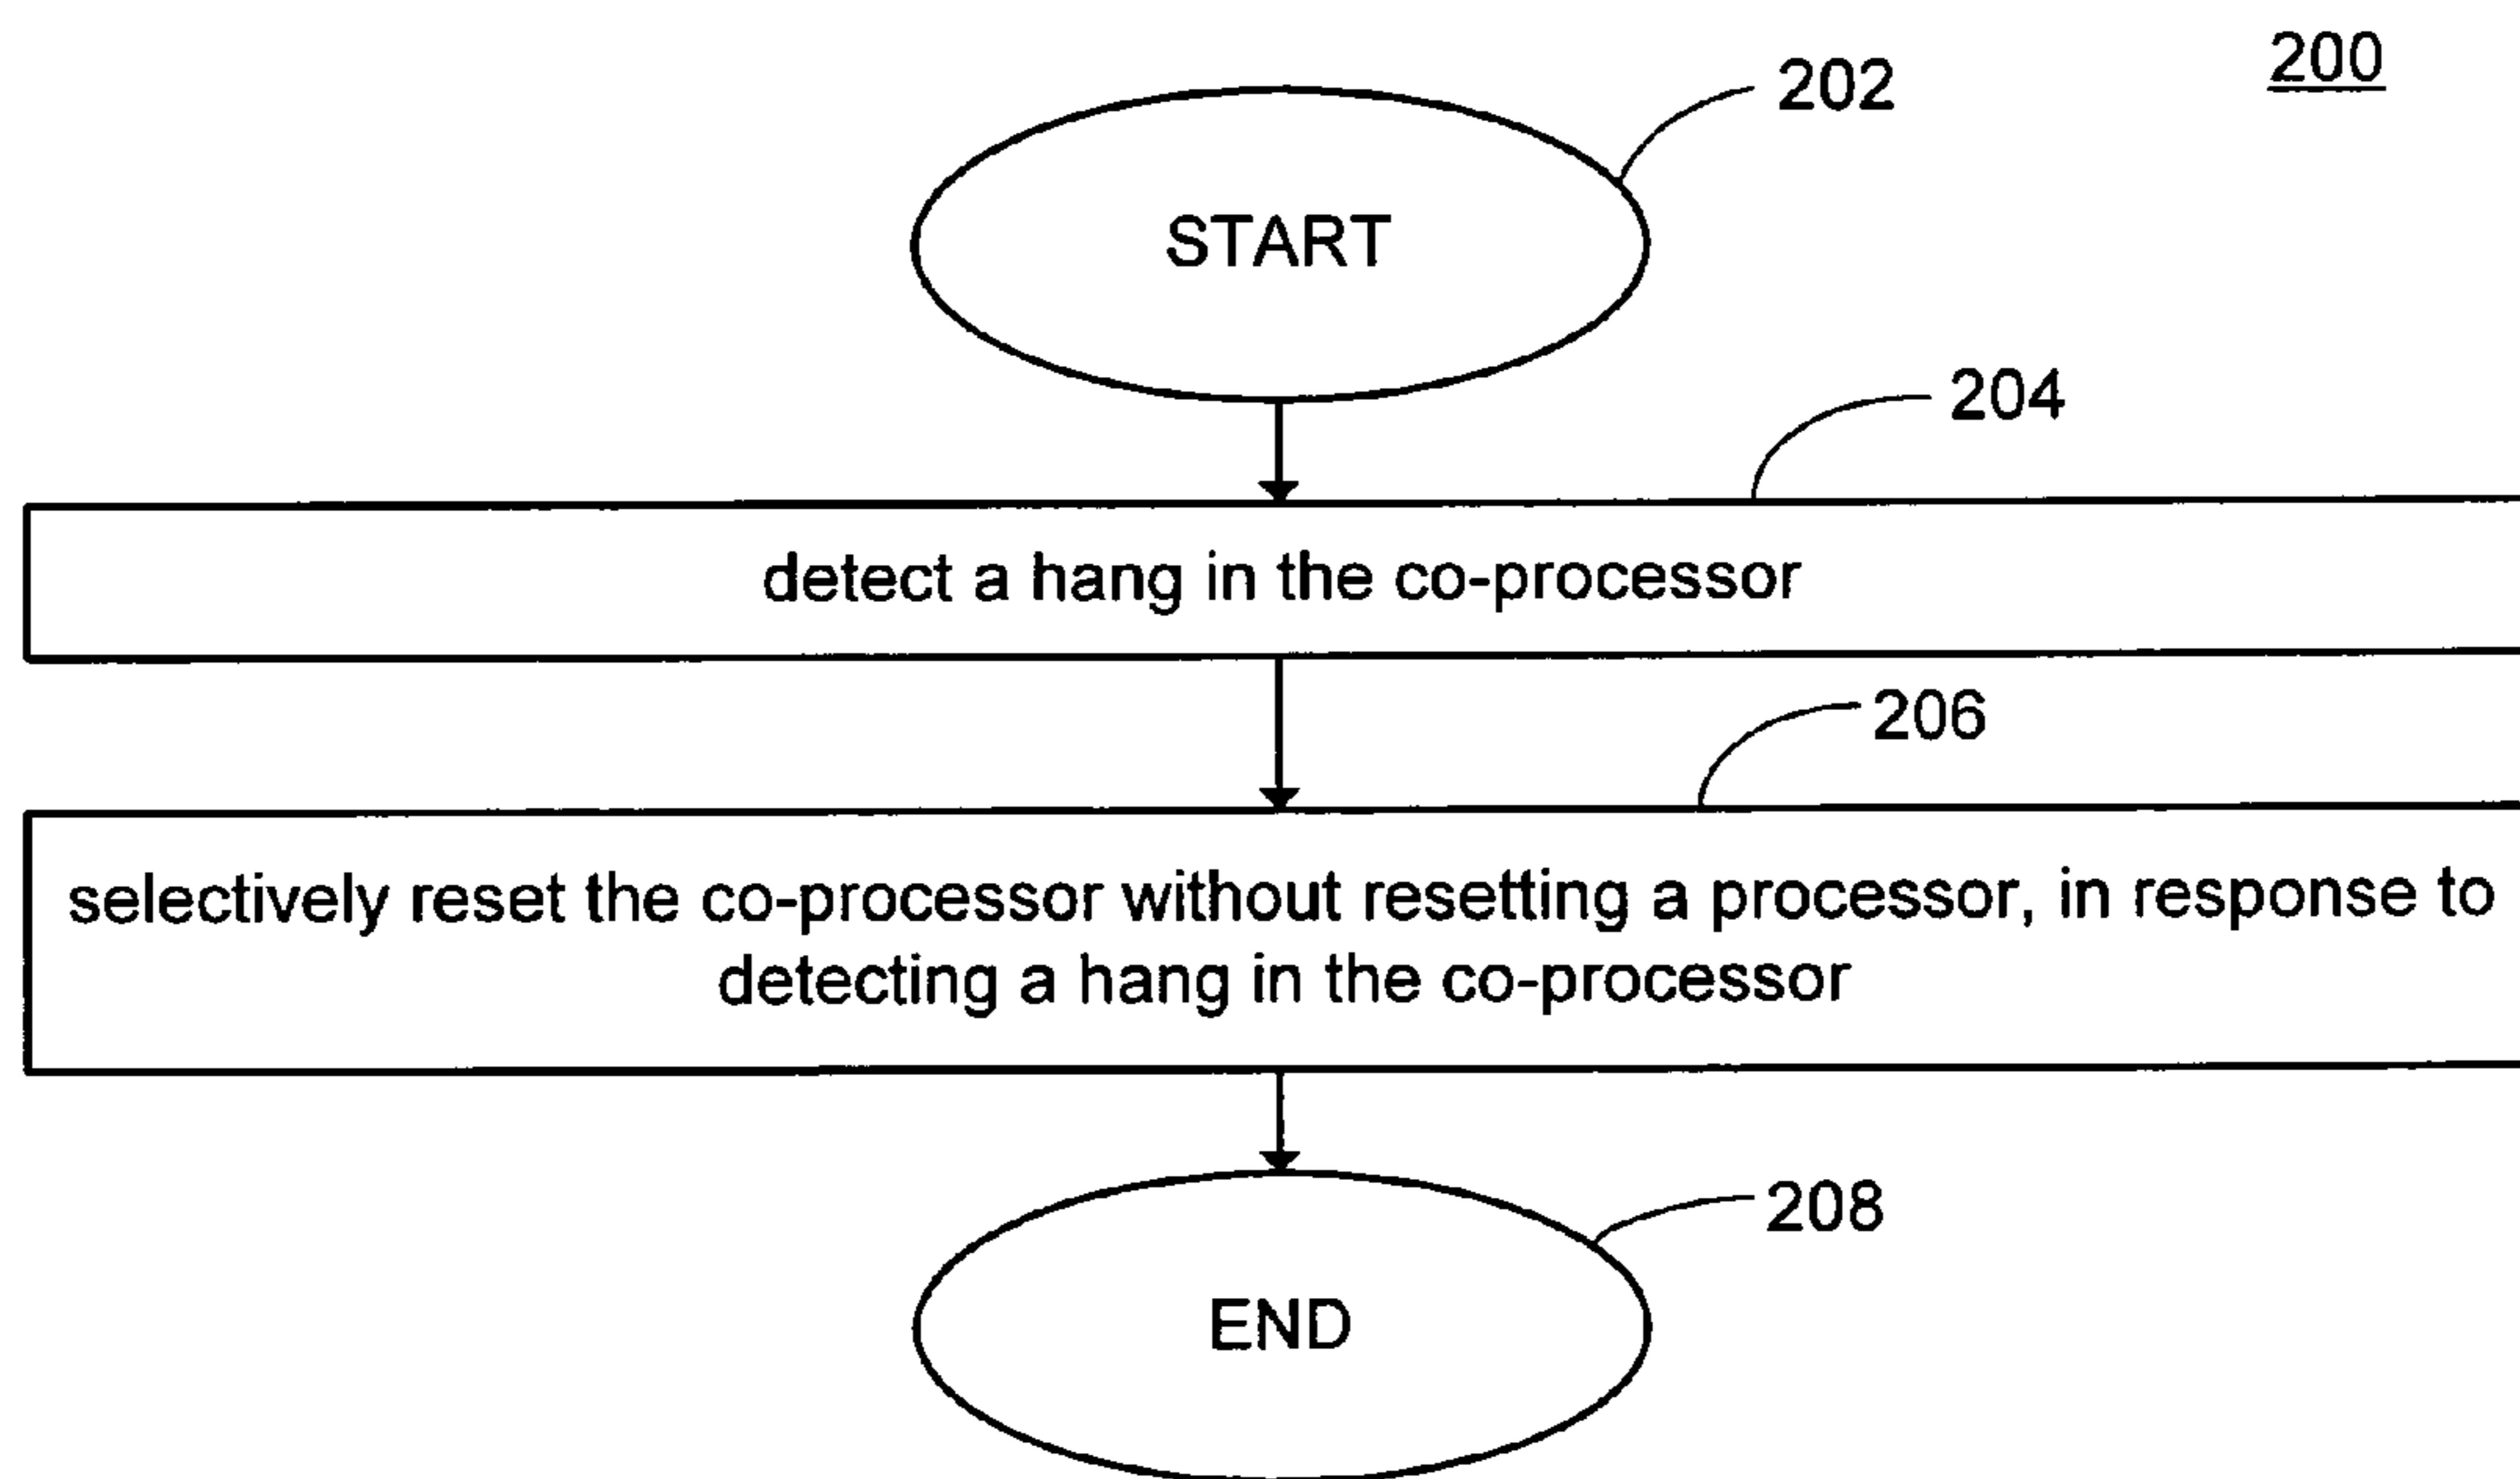 200
202
START
204
detect a hang in the co-processor
206
selectively reset the co-processor without resetting a processor, in response to
detecting a hang in the co-processor
208
END